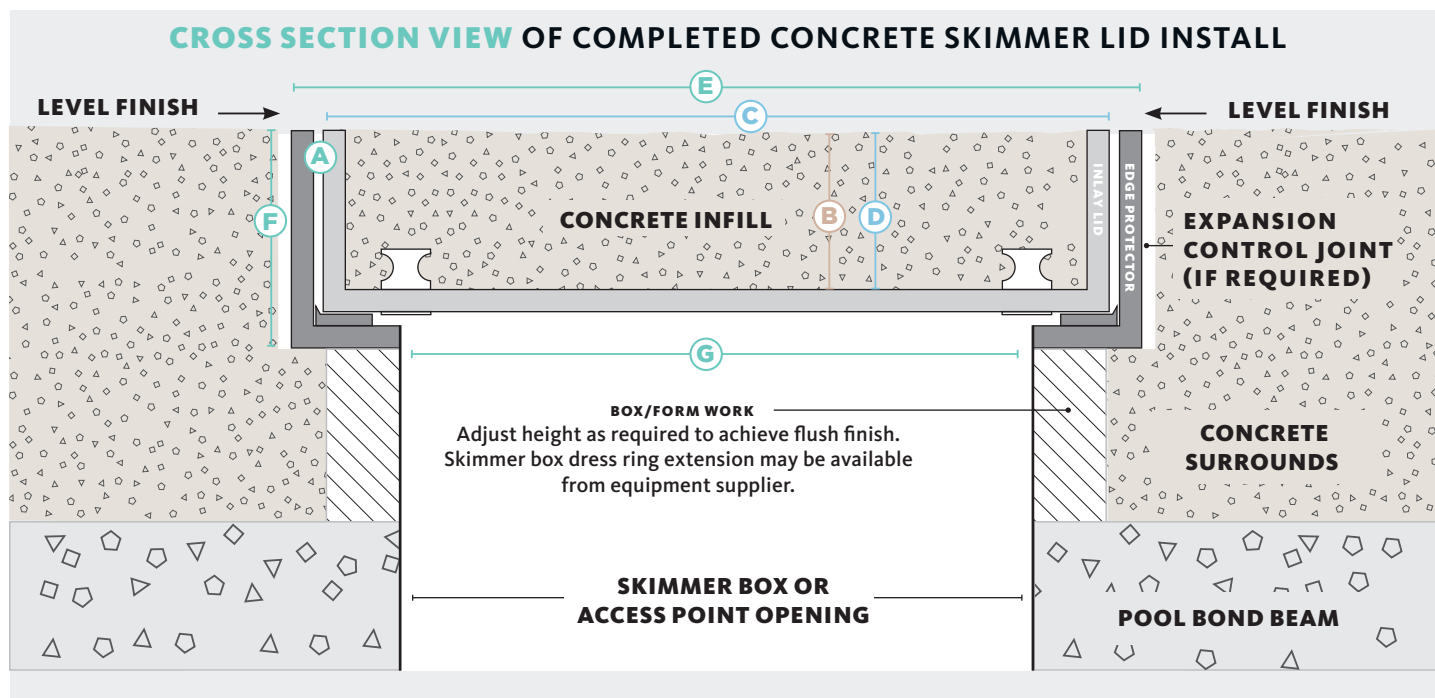 CROSS SECTION VIEW OF COMPLETED CONCRETE SKIMMER LID INSTALL
E
C
LEVEL FINISH
LEVEL FINISH
A
INLAY LID
EDGE PROTECTOR
F
CONCRETE INFILL
B
D
EXPANSION
CONTROL JOINT
(IF REQUIRED)
G
BOX/FORM WORK
Adjust height as required to achieve flush finish.
Skimmer box dress ring extension may be available
from equipment supplier.
CONCRETE
SURROUNDS
SKIMMER BOX OR
ACCESS POINT OPENING
POOL BOND BEAM